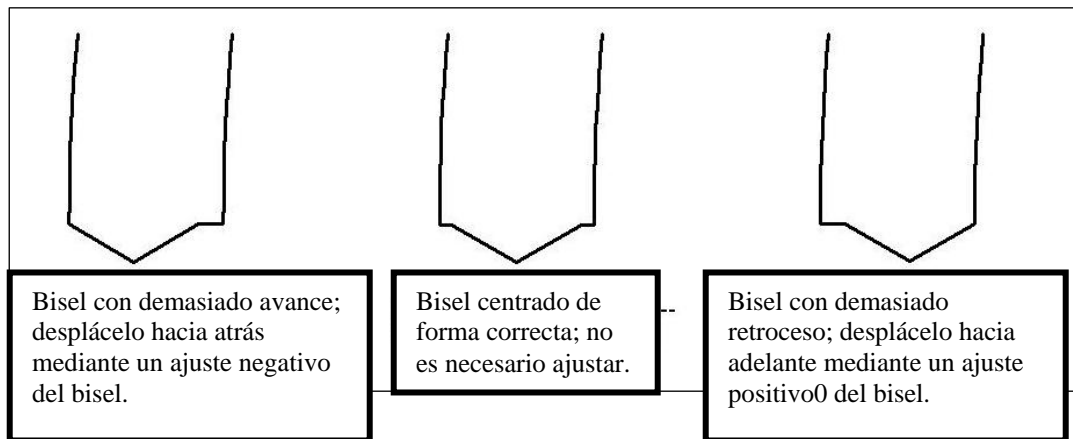 Bisel con demasiado avance;
desplácelo hacia atrás
mediante un ajuste negativo
del bisel.
Bisel centrado de
forma correcta; no
es necesario ajustar.
Bisel con demasiado
retroceso; desplácelo hacia
adelante mediante un ajuste
positivo0 del bisel.